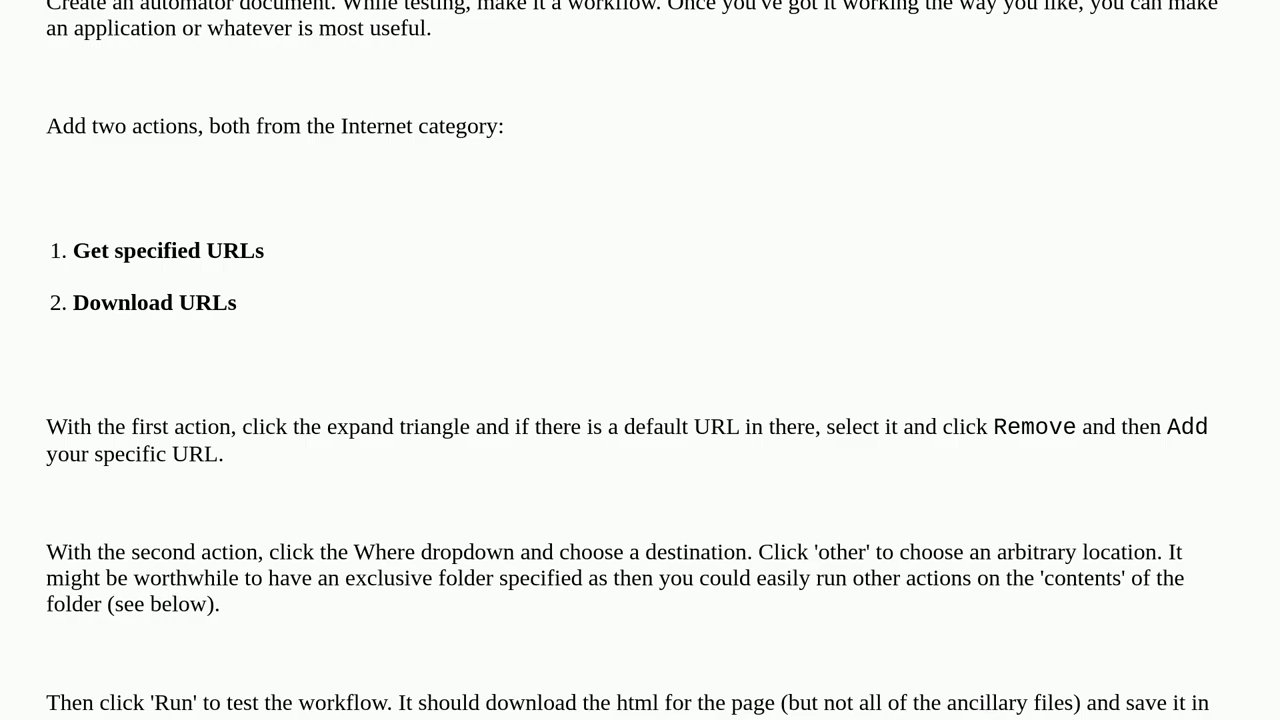 Create an automator document. While testing, make it a workflow. Once you've got it working the way you like, you can make
an application or whatever is most useful.
Add two actions, both from the Internet category:
1. Get specified URLs
2. Download URLs
With the first action, click the expand triangle and if there is a default URL in there, select it and click Remove and then Add
your specific URL.
With the second action, click the Where dropdown and choose a destination. Click 'other' to choose an arbitrary location. It
might be worthwhile to have an exclusive folder specified as then you could easily run other actions on the 'contents' of the
folder (see below).
Then click 'Run' to test the workflow. It should download the html for the page (but not all of the ancillary files) and save it in